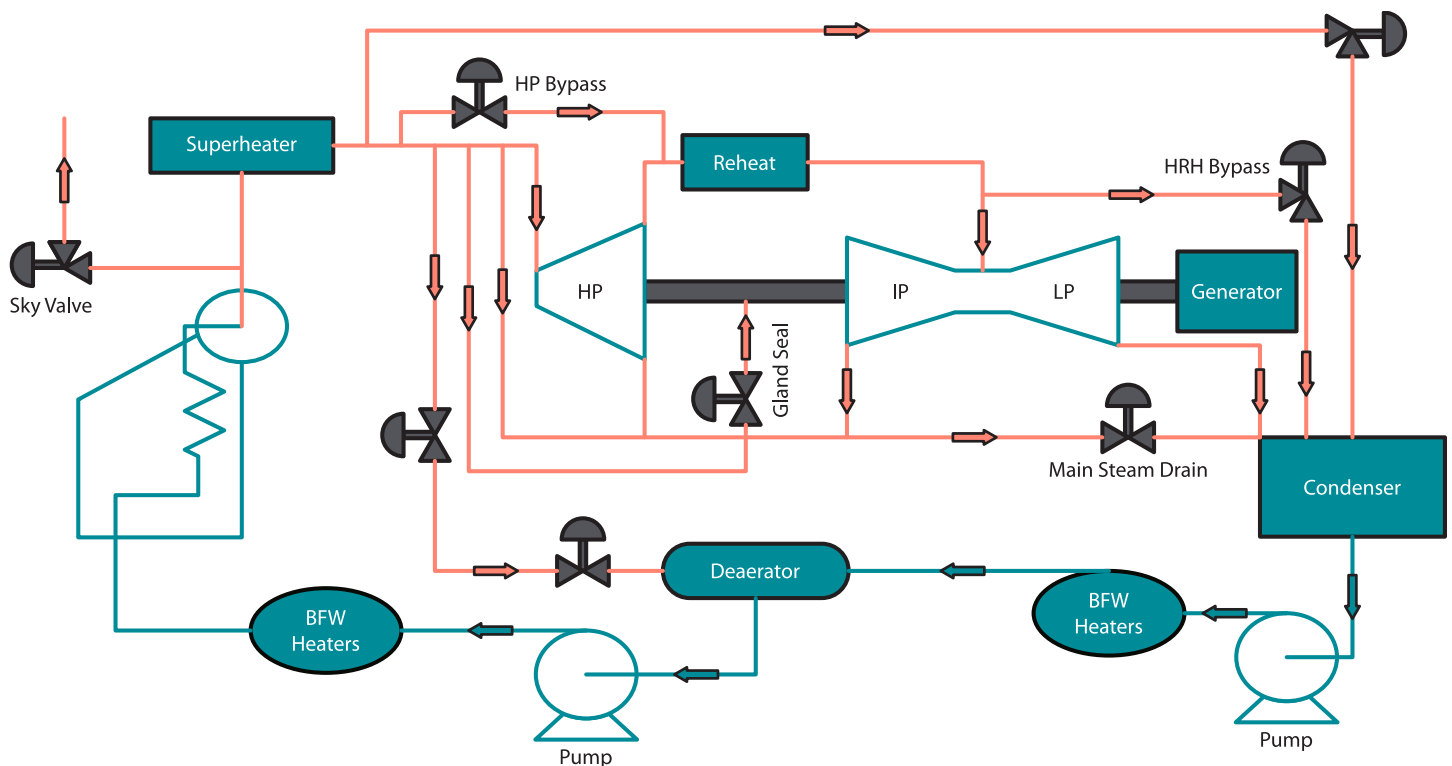 HP Bypass
Superheater
Reheat
HRH Bypass
Sky Valve
HP
IP
LP
Generator
Gland Seal
Main Steam Drain
Condenser
Deaerator
BFW
Heaters
BFW
Heaters
Pump
Pump